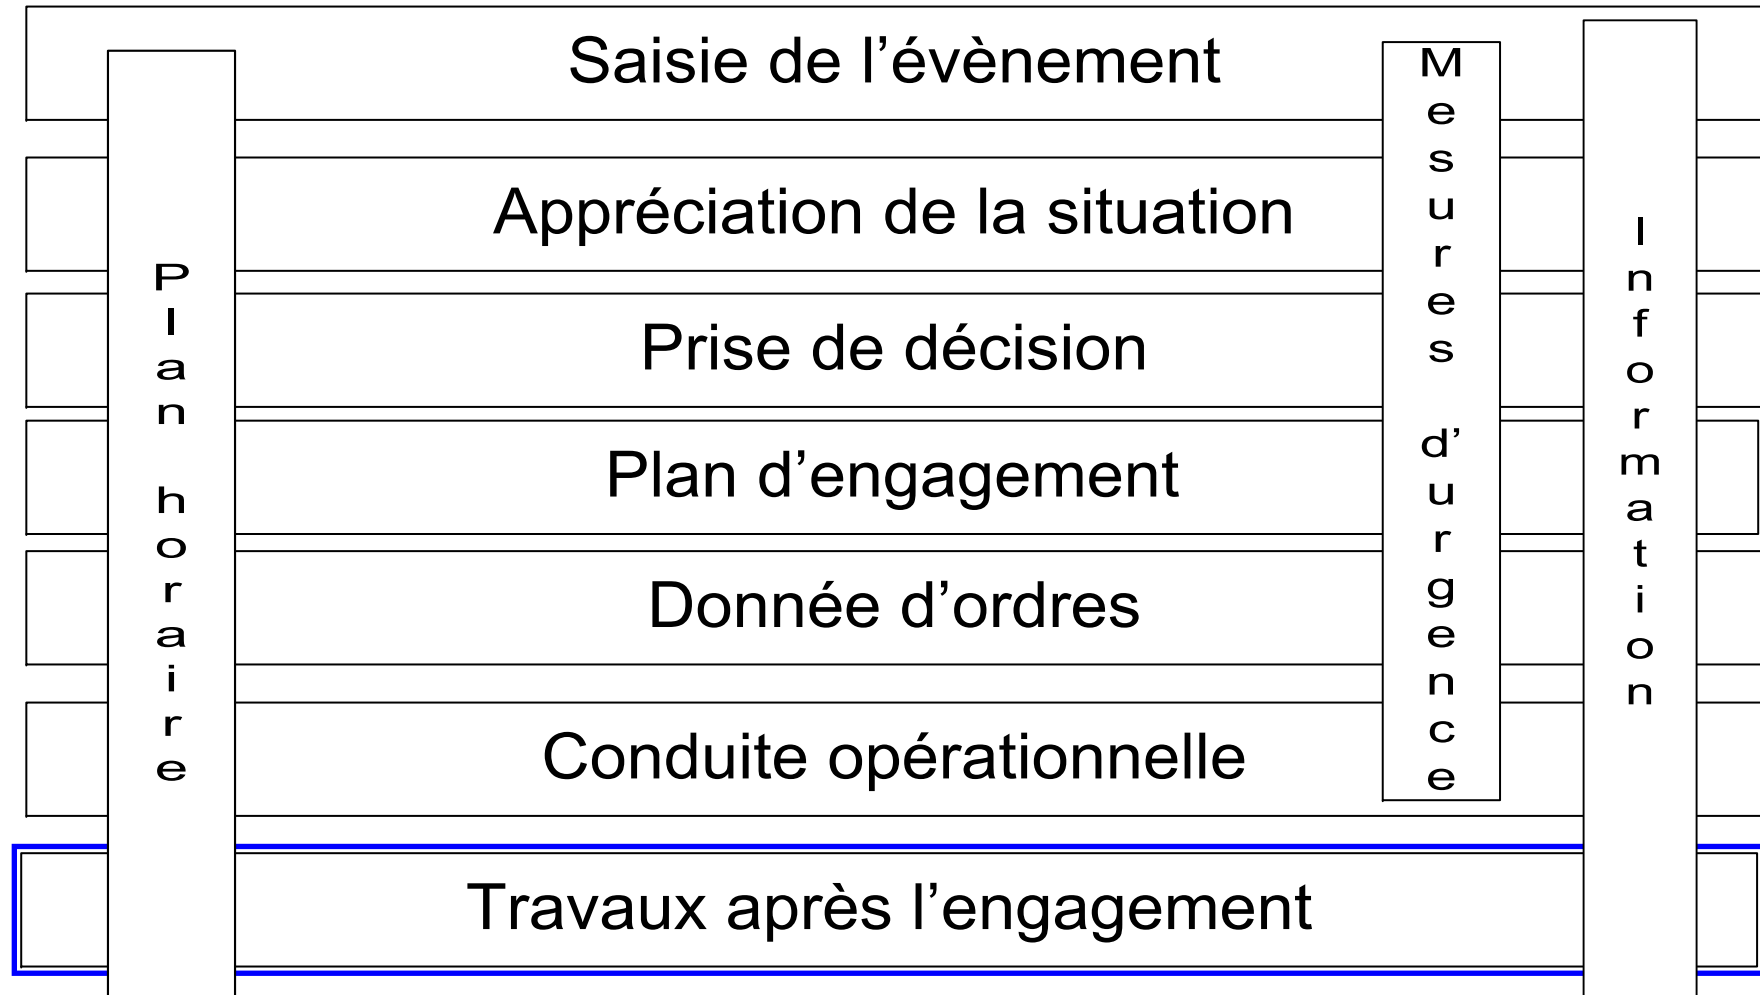 Saisie de l’évènement
Appréciation de la situation
Prise de décision
Plan d’engagement
Donnée d’ordres
Conduite opérationnelle
Travaux après l’engagement
Plan horaire
Mesures d’urgence
Information